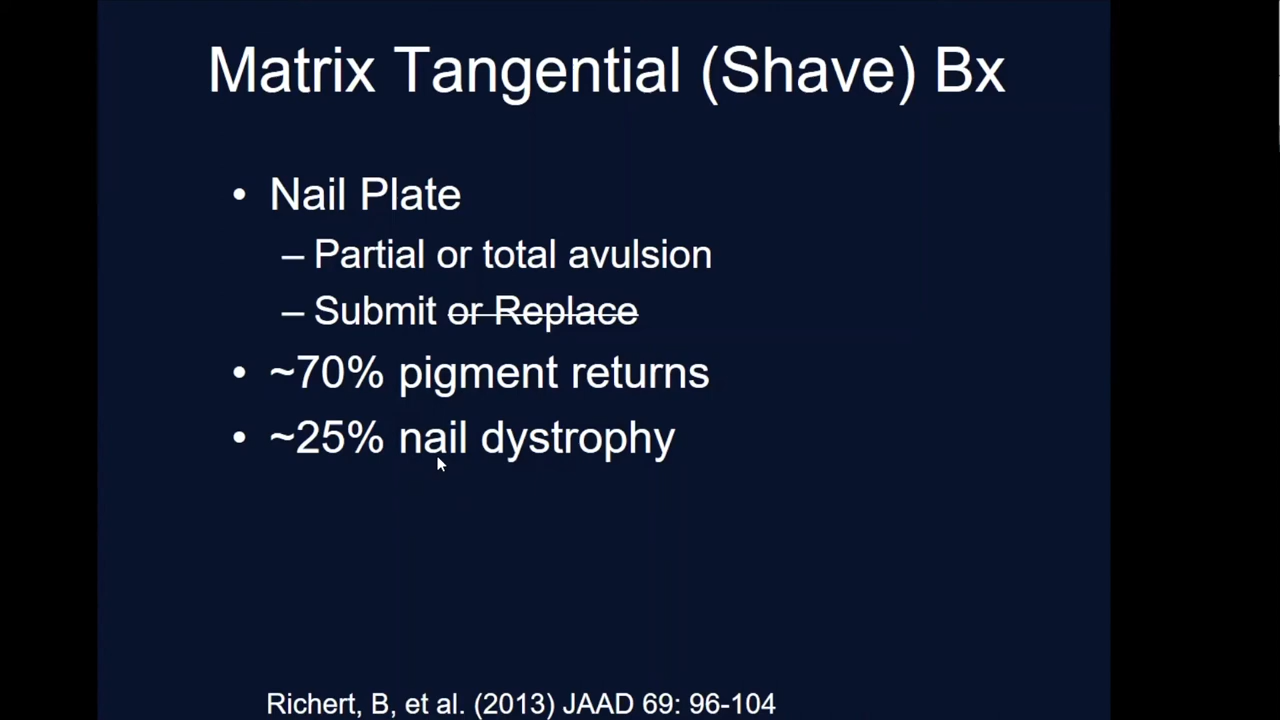 Matrix Tangential (Shave) Bx
• Nail Plate
– Partial or total avulsion
– Submit or Replace
• ~70% pigment returns
• ~25% nail dystrophy
Richert, B, et al. (2013) JAAD 69: 96-104